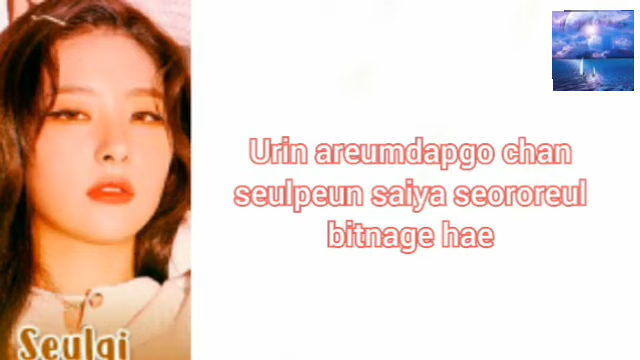 Urin areumdapgo chan
seulpeun saiya seororeul
bitnage hae
Seulgi